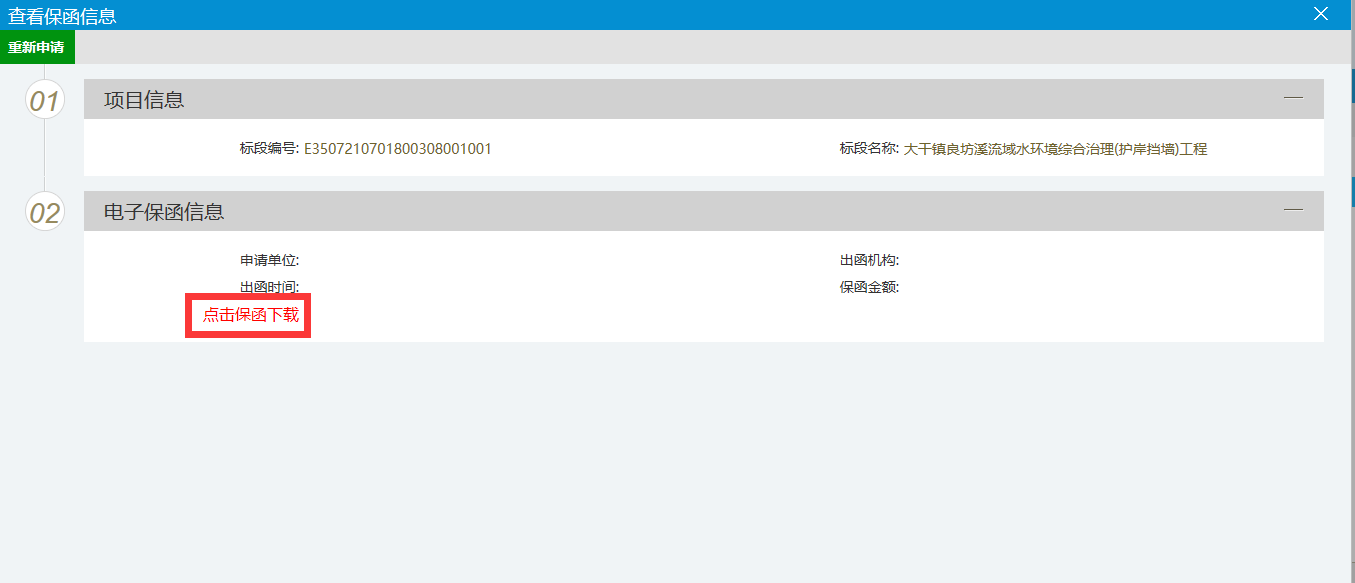 查看保函信息
重新申请
01
项目信息
标段编号: E3507210701800308001001
标段名称: 大干镇良坊溪流域水环境综合治理(护岸挡墙)工程
02
电子保函信息
申请单位:
出函机构:
出函时间:
保函金额:
点击保函下载